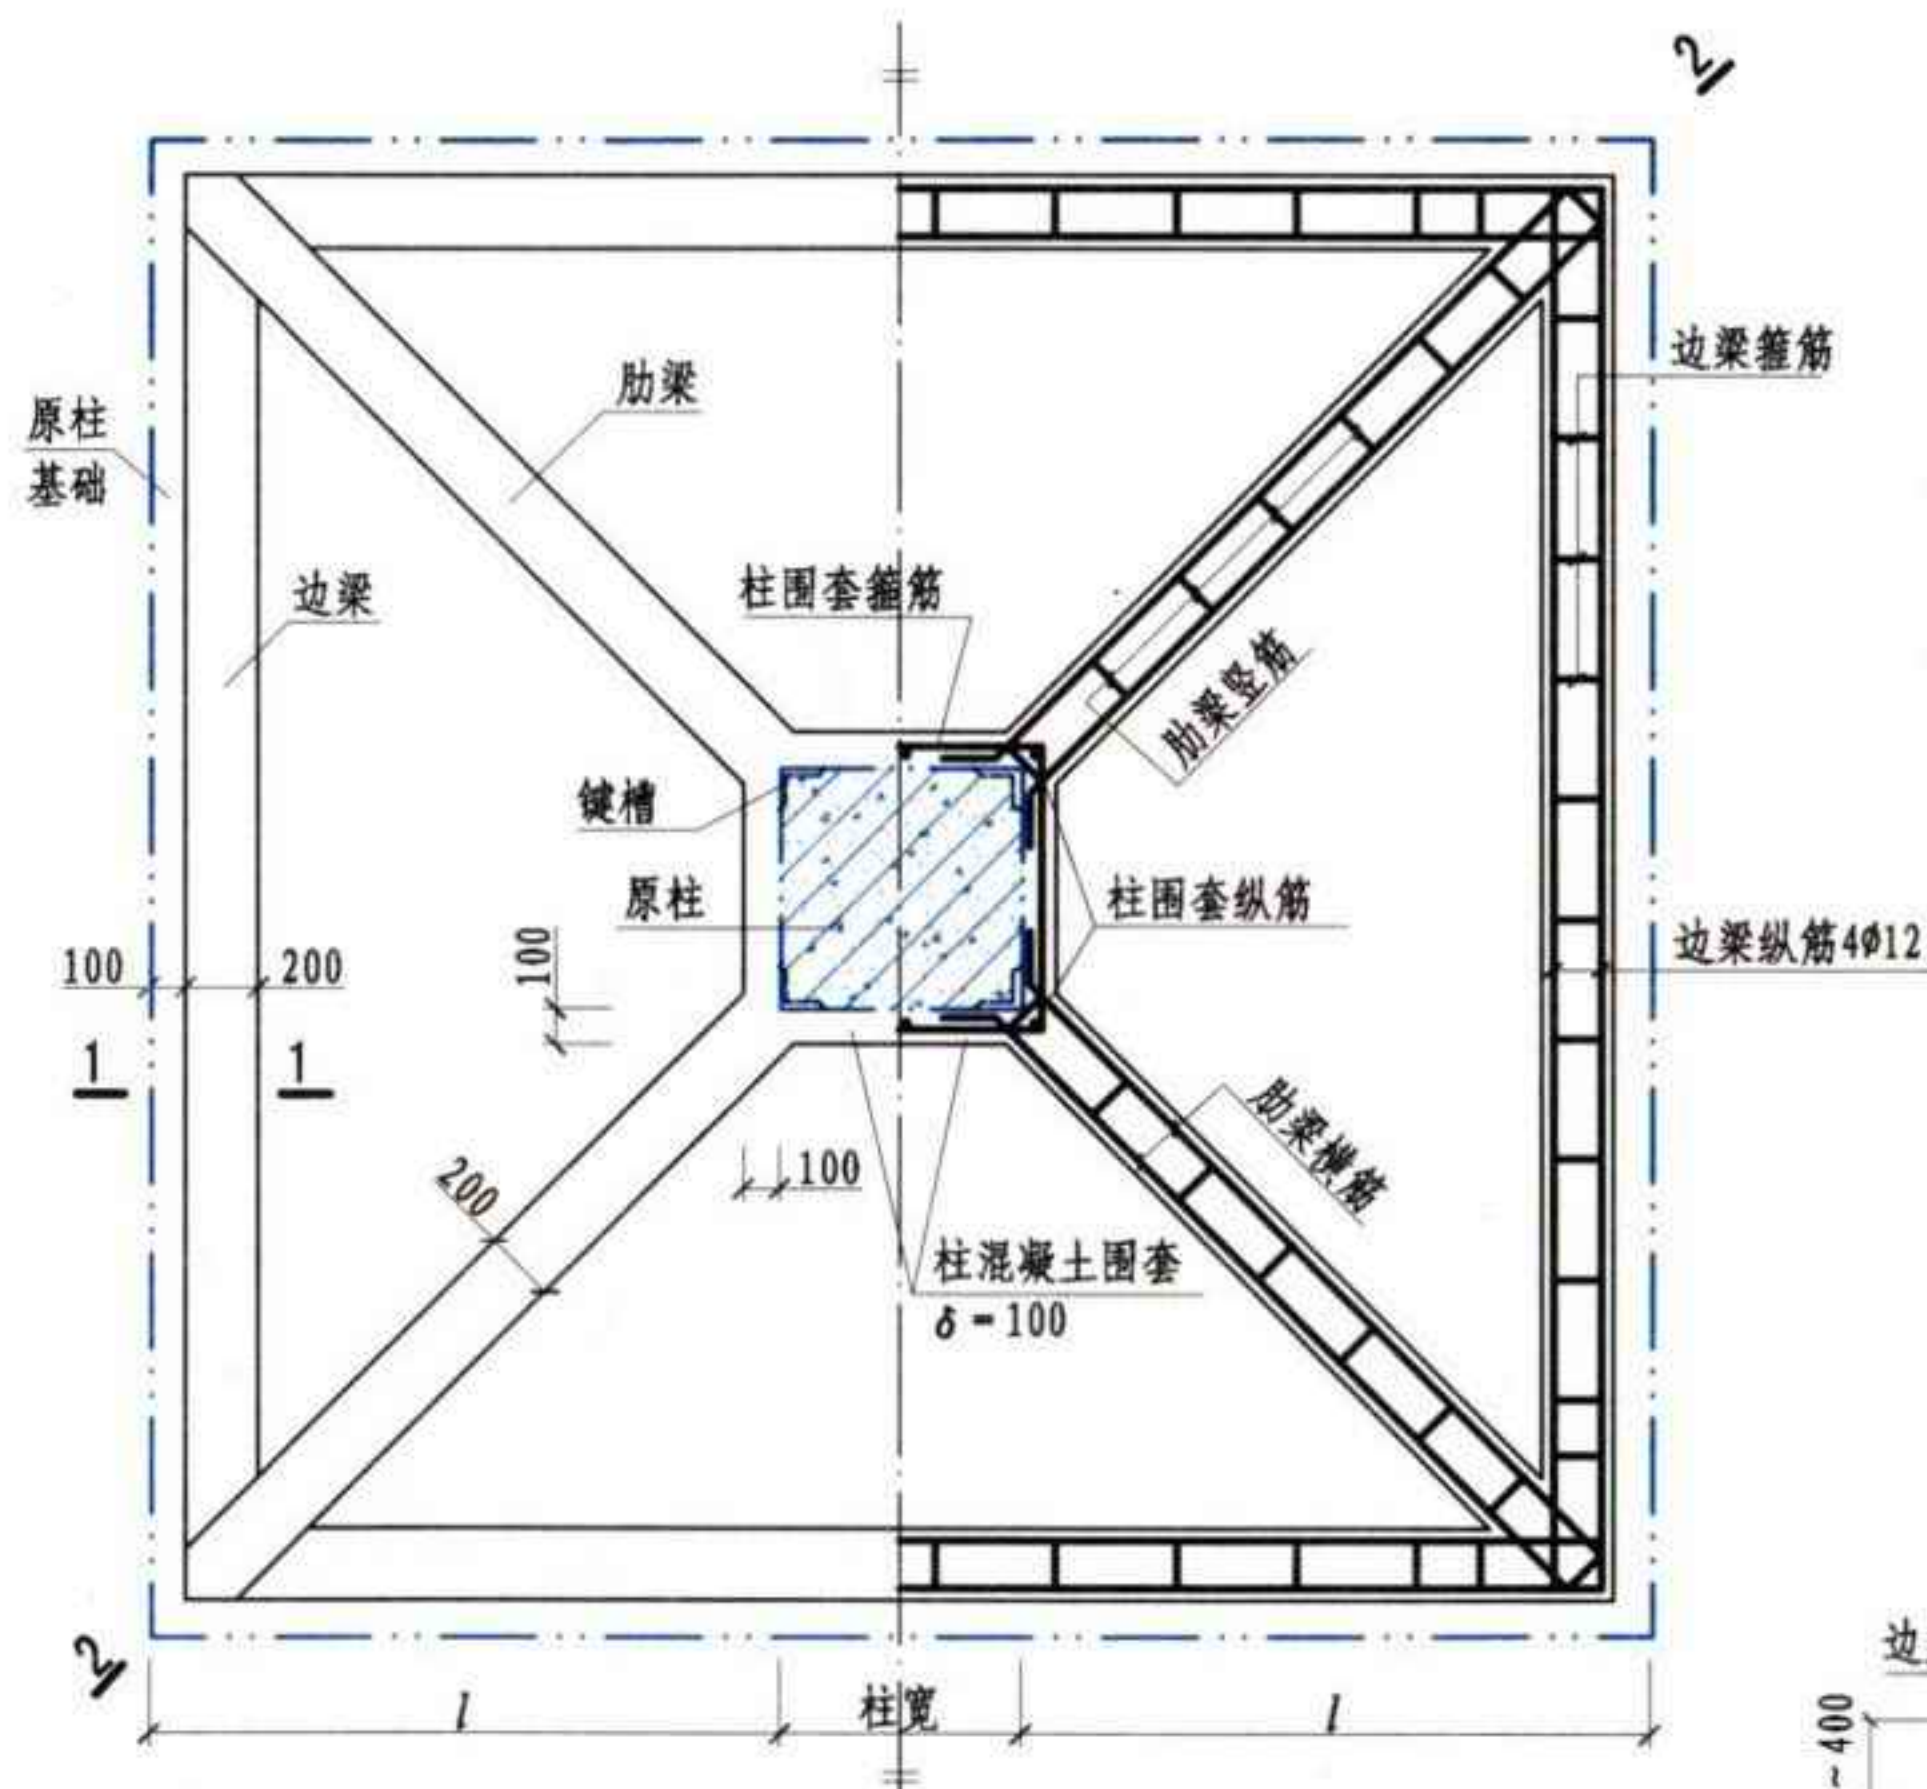 2
边梁箍筋
肋梁
原柱
基础
柱围套箍筋
边梁
肋梁竖筋
键槽
原柱
柱围套纵筋
100
200
100
边梁纵筋4φ12
1
1
肋梁横筋
200
100
柱混凝土围套
δ=100
2
边
l
柱宽
l
~400